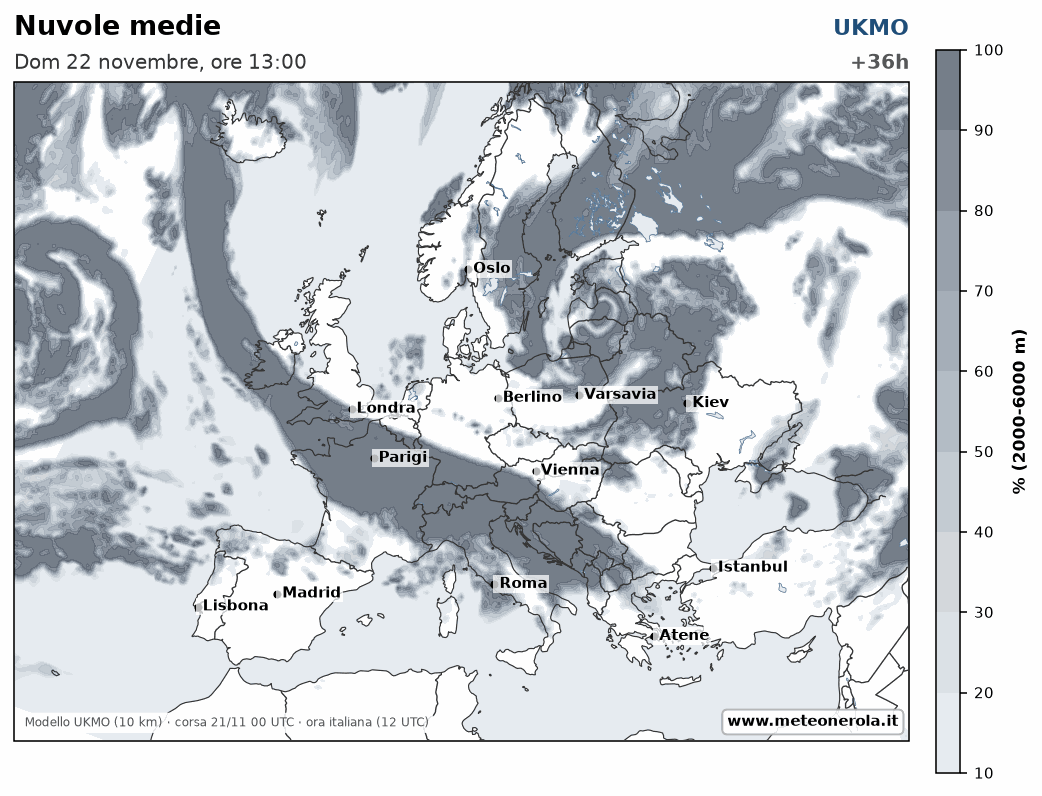 Nuvole medie
UKMO
Dom 22 novembre, ore 13:00
+36h
100
90
80
70
60
50
40
30
20
10
% (2000-6000 m)
Oslo
Londra
Berlino
Varsavia
Kiev
Parigi
Vienna
Istanbul
Roma
Madrid
Lisbona
Atene
Modello UKMO (10 km) · corsa 21/11 00 UTC · ora italiana (12 UTC)
www.meteonerola.it